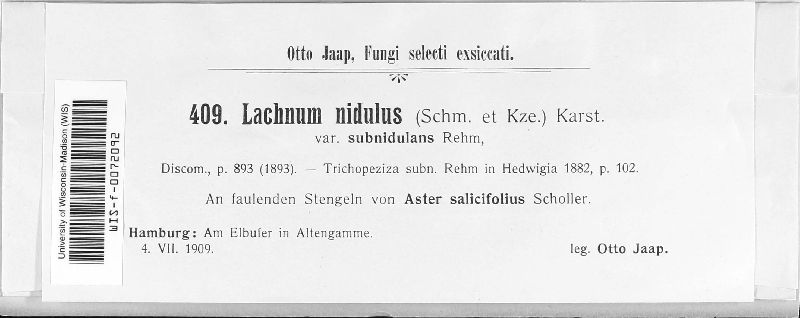 Otto Jaap, Fungi selecti exsiccati.
409. Lachnum nidulus (Schm. et Kze.) Karst.
var. subnidulans Rehm,
Discom., p. 893 (1893). — Trichopeziza subn. Rehm in Hedwigia 1882, p. 102.
An faulenden Stengeln von Aster salicifolius Scholler.
Hamburg: Am Elbufer in Altengamme.
4. VII. 1909.
leg. Otto Jaap.
University of Wisconsin-Madison (WIS)
WIS-f-0072092